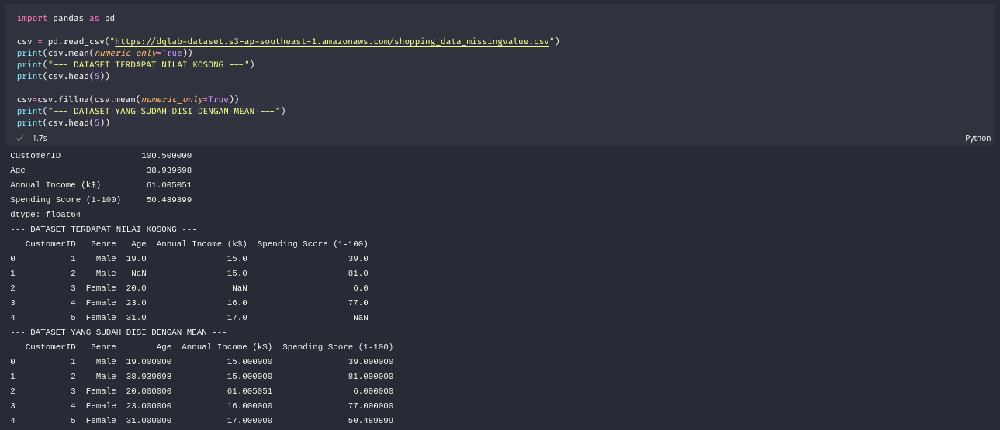 import pandas as pd
csv = pd.read_csv("https://dqlab-dataset.s3-ap-southeast-1.amazonaws.com/shopping_data_missingvalue.csv")
print(csv.mean(numeric_only=True))
print("--- DATASET TERDAPAT NILAI KOSONG ---")
print(csv.head(5))
csv=csv.fillna(csv.mean(numeric_only=True))
print("--- DATASET YANG SUDAH DISI DENGAN MEAN ---")
print(csv.head(5))
✓ 1.7s Python
CustomerID 100.500000
Age 38.939698
Annual Income (k$) 61.005051
Spending Score (1-100) 50.489899
dtype: float64
--- DATASET TERDAPAT NILAI KOSONG ---
CustomerID Genre Age Annual Income (k$) Spending Score (1-100)
0 1 Male 19.0 15.0 39.0
1 2 Male NaN 15.0 81.0
2 3 Female 20.0 NaN 6.0
3 4 Female 23.0 16.0 77.0
4 5 Female 31.0 17.0 NaN
--- DATASET YANG SUDAH DISI DENGAN MEAN ---
CustomerID Genre Age Annual Income (k$) Spending Score (1-100)
0 1 Male 19.000000 15.000000 39.000000
1 2 Male 38.939698 15.000000 81.000000
2 3 Female 20.000000 61.005051 6.000000
3 4 Female 23.000000 16.000000 77.000000
4 5 Female 31.000000 17.000000 50.489899